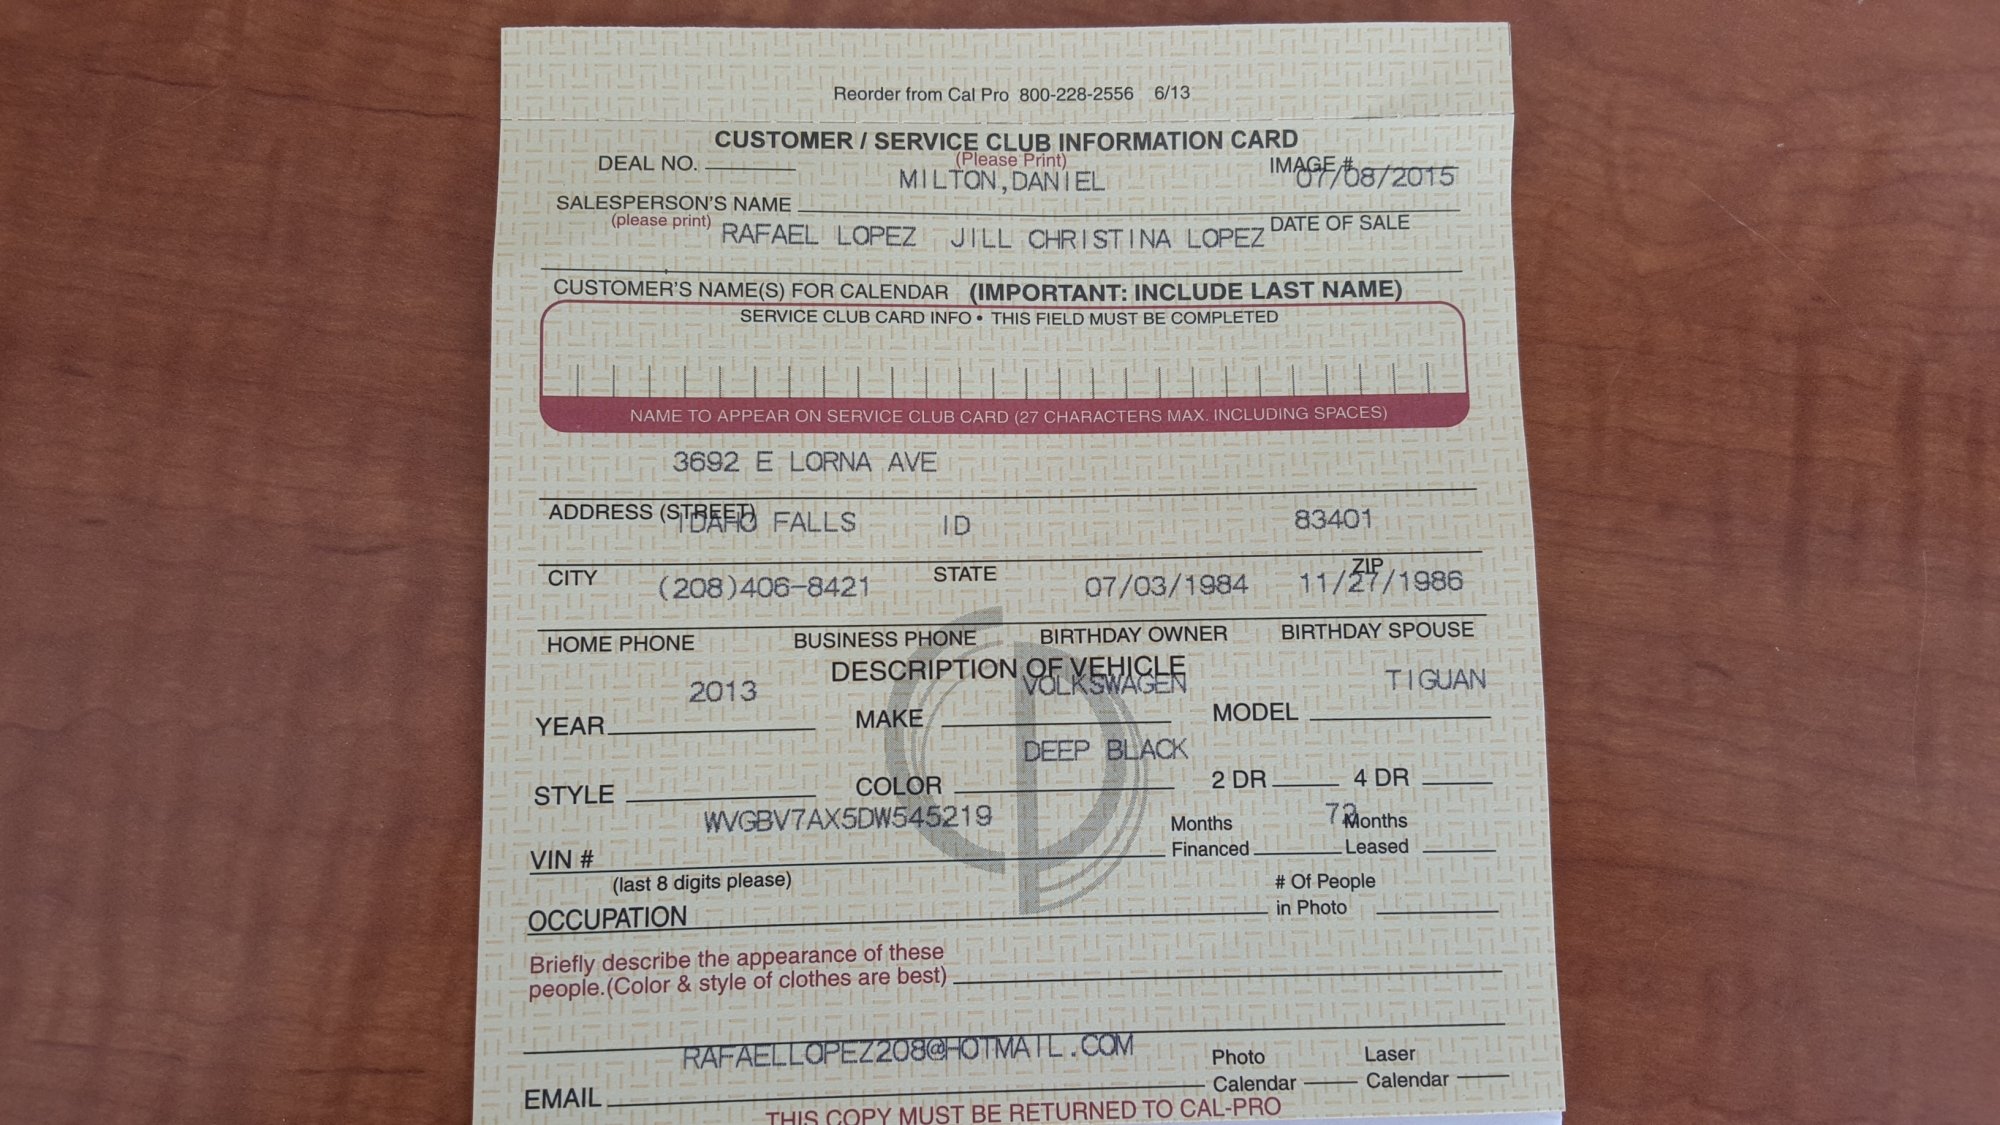 Reorder from Cal Pro 800-228-2556 6/13
CUSTOMER / SERVICE CLUB INFORMATION CARD
(Please Print)
DEAL NO. IMAGE #
MILTON,DANIEL 07/08/2015
SALESPERSON'S NAME
(please print) DATE OF SALE
RAFAEL LOPEZ JILL CHRISTINA LOPEZ
CUSTOMER'S NAME(S) FOR CALENDAR (IMPORTANT: INCLUDE LAST NAME)
SERVICE CLUB CARD INFO • THIS FIELD MUST BE COMPLETED
NAME TO APPEAR ON SERVICE CLUB CARD (27 CHARACTERS MAX. INCLUDING SPACES)
3692 E LORNA AVE
ADDRESS (STREET)
IDAHO FALLS ID 83401
CITY STATE ZIP
(208)406-8421 07/03/1984 11/27/1986
HOME PHONE BUSINESS PHONE BIRTHDAY OWNER BIRTHDAY SPOUSE
DESCRIPTION OF VEHICLE
2013 VOLKSWAGEN TIGUAN
YEAR MAKE MODEL
DEEP BLACK
STYLE COLOR 2 DR 4 DR
WVGBV7AX5DW545219 72
VIN # Months Financed Months Leased
(last 8 digits please)
OCCUPATION # Of People in Photo
Briefly describe the appearance of these
people.(Color & style of clothes are best)
RAFAELLOPEZ208@HOTMAIL.COM
EMAIL Photo Calendar Laser Calendar
THIS COPY MUST BE RETURNED TO CAL-PRO